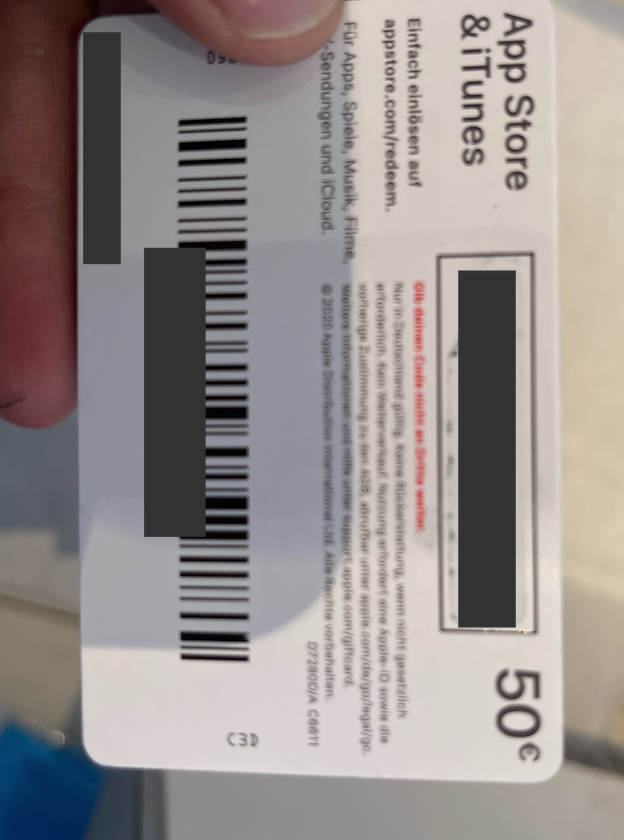 App Store
& iTunes
50€
Einfach einlösen auf
appstore.com/redeem.
Für Apps, Spiele, Musik, Filme,
-Sendungen und iCloud.
Gib deinen Code nicht an Dritte weiter.
Nur in Deutschland gültig. Keine Rückerstattung, wenn nicht gesetzlich
erforderlich. Kein Weiterverkauf. Nutzung erfordert eine Apple-ID sowie die
vorherige Zustimmung zu den AGB, abrufbar unter apple.com/de/go/legal/gc.
Weitere Informationen und Hilfe unter support.apple.com/giftcard.
© 2020 Apple Distribution International Ltd. Alle Rechte vorbehalten.
D7280D/A C6611